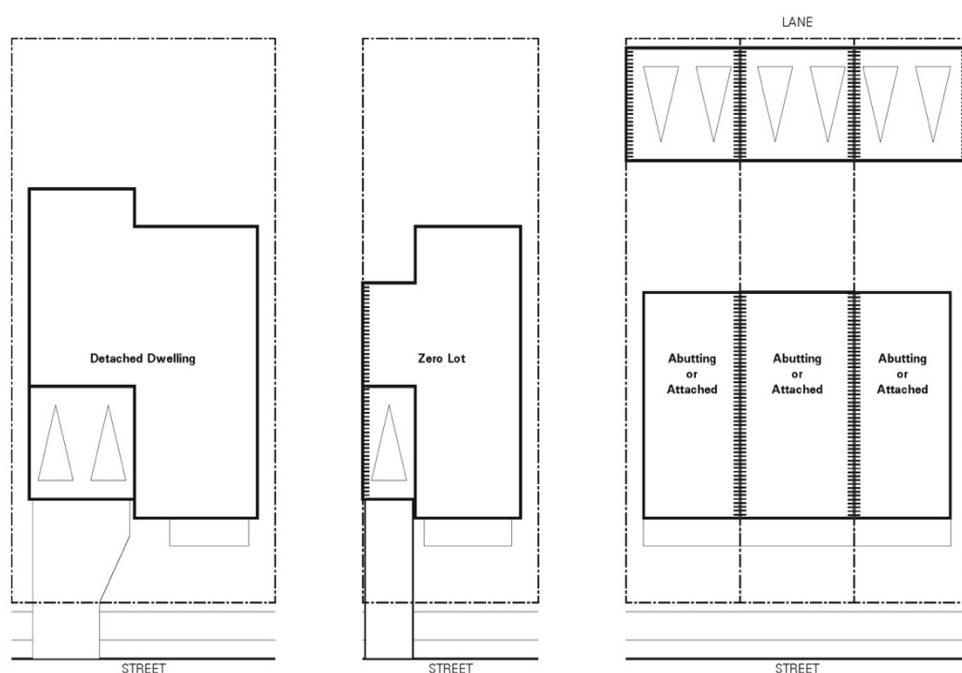 LANE
Detached Dwelling
Zero Lot
Abutting
or
Attached
Abutting
or
Attached
Abutting
or
Attached
STREET
STREET
STREET